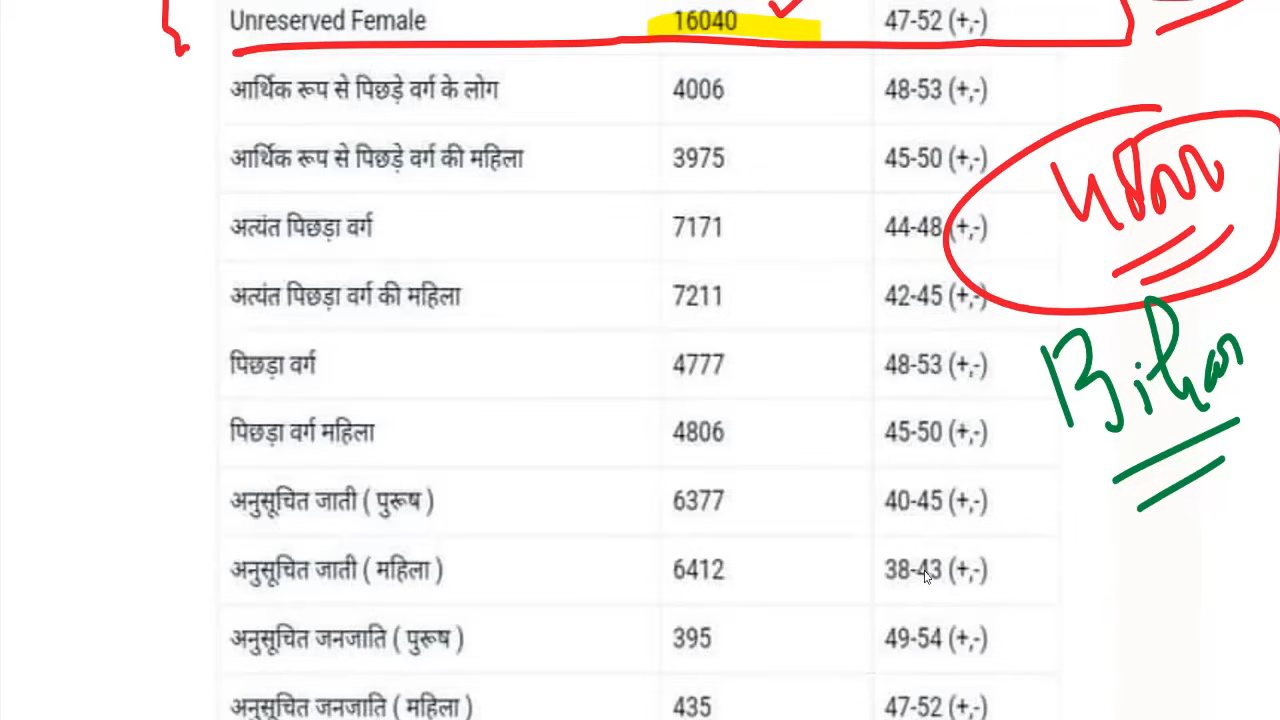 Unreserved Female 16040 47-52 (+,-)
आर्थिक रूप से पिछड़े वर्ग के लोग 4006 48-53 (+,-)
आर्थिक रूप से पिछड़े वर्ग की महिला 3975 45-50 (+,-)
अत्यंत पिछड़ा वर्ग 7171 44-48 (+,-)
अत्यंत पिछड़ा वर्ग की महिला 7211 42-45 (+,-)
Bihar
पिछड़ा वर्ग 4777 48-53 (+,-)
पिछड़ा वर्ग महिला 4806 45-50 (+,-)
अनुसूचित जाती ( पुरूष ) 6377 40-45 (+,-)
अनुसूचित जाती ( महिला ) 6412 38-43 (+,-)
अनुसूचित जनजाति ( पुरूष ) 395 49-54 (+,-)
अनुसूचित जनजाति ( महिला ) 435 47-52 (+,-)